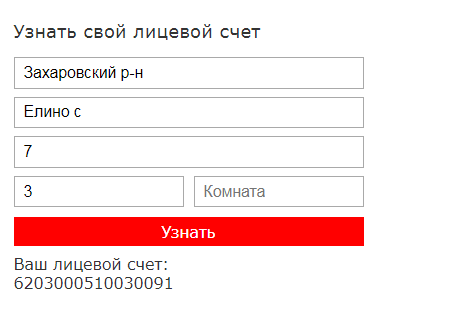 Узнать свой лицевой счет
Захаровский р-н
Елино с
7
3 Комната
Узнать
Ваш лицевой счет:
6203000510030091